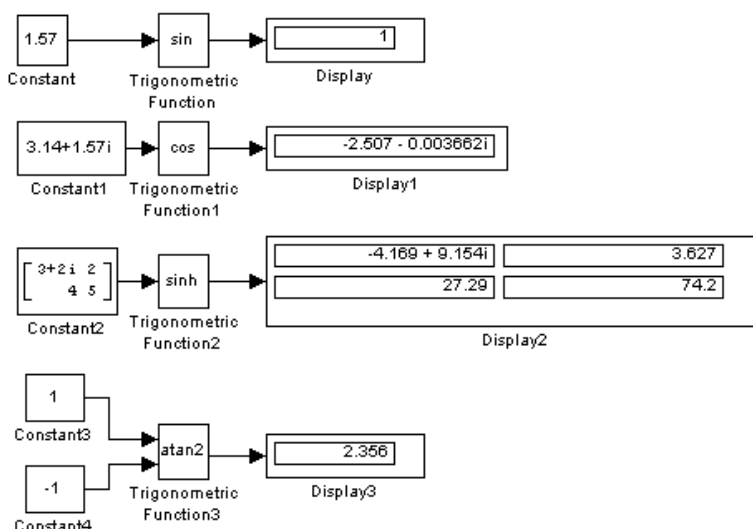 1.57
sin
1
Constant
Trigonometric
Function
Display
3.14+1.57i
cos
-2.507 - 0.003662i
Constant1
Trigonometric
Function1
Display1
3+2i 2
4 5
sinh
-4.169 + 9.154i 3.627
27.29 74.2
Constant2
Trigonometric
Function2
Display2
1
Constant3
-1
Constant4
atan2
Trigonometric
Function3
2.356
Display3